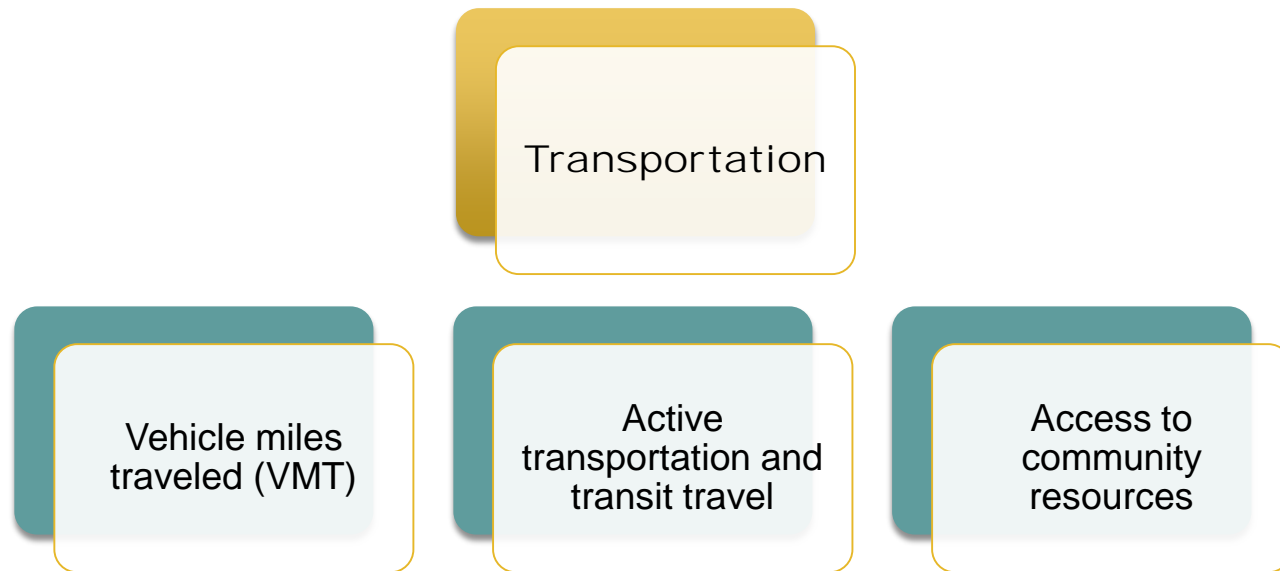 Transportation
Vehicle miles
traveled (VMT)
Active
transportation and
transit travel
Access to
community
resources